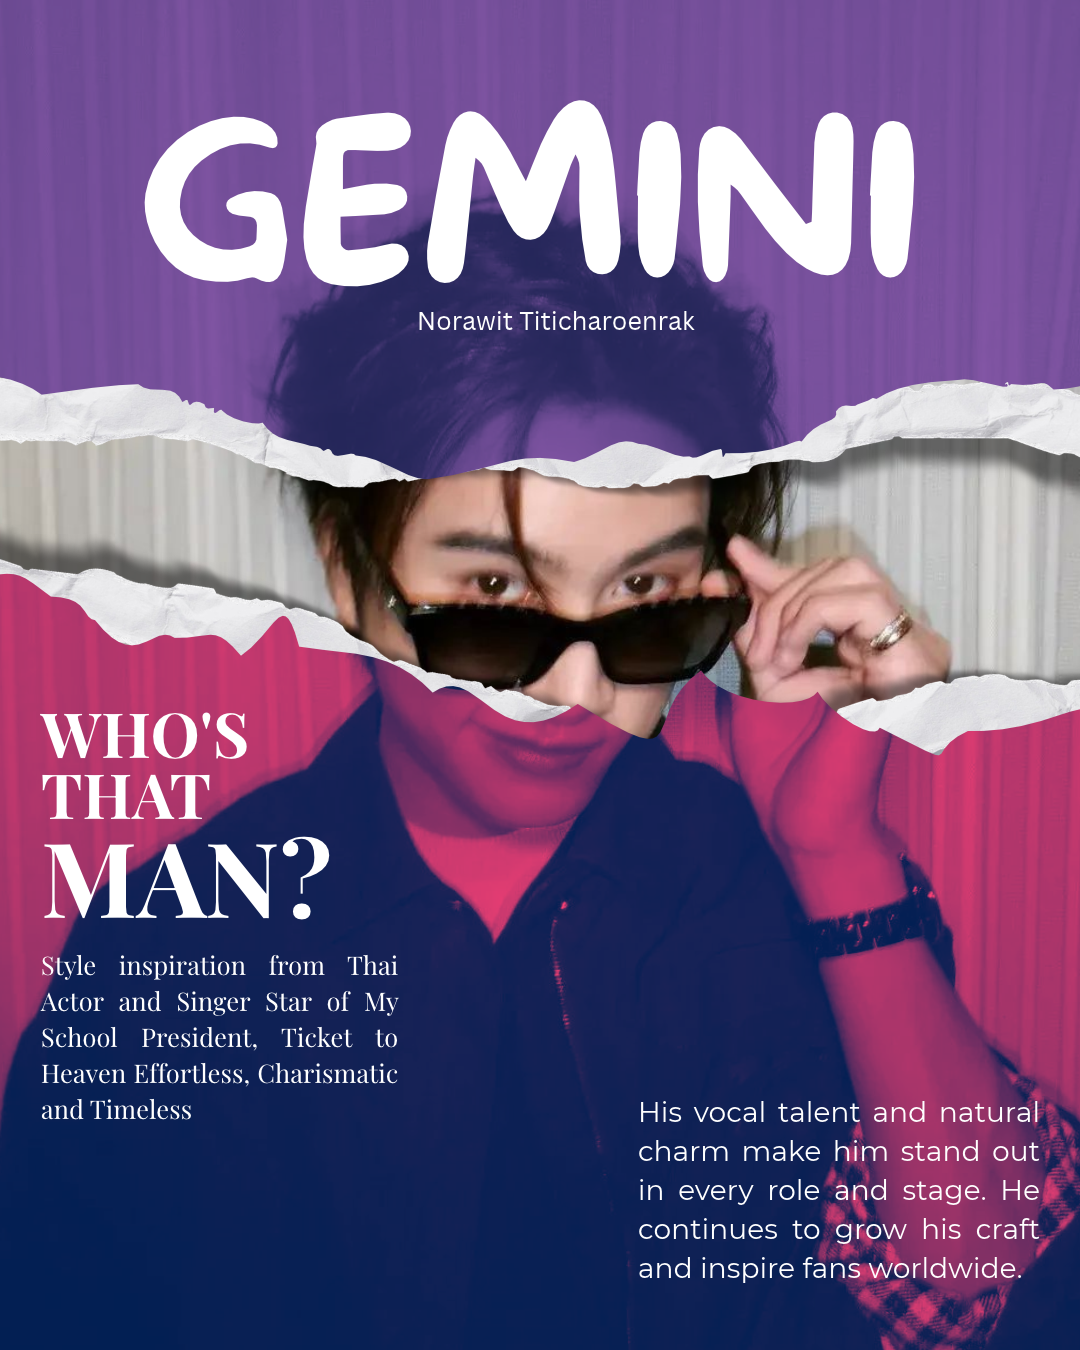 GEMINI
Norawit Titicharoenrak
WHO'S
THAT
MAN?
Style inspiration from Thai
Actor and Singer Star of My
School President, Ticket to
Heaven Effortless, Charismatic
and Timeless
His vocal talent and natural
charm make him stand out
in every role and stage. He
continues to grow his craft
and inspire fans worldwide.